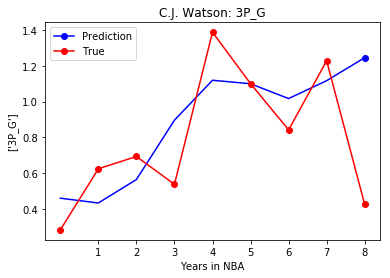 C.J. Watson: 3P_G
Prediction
True
1.4
1.2
1.0
0.8
0.6
0.4
['3P_G']
1 2 3 4 5 6 7 8
Years in NBA